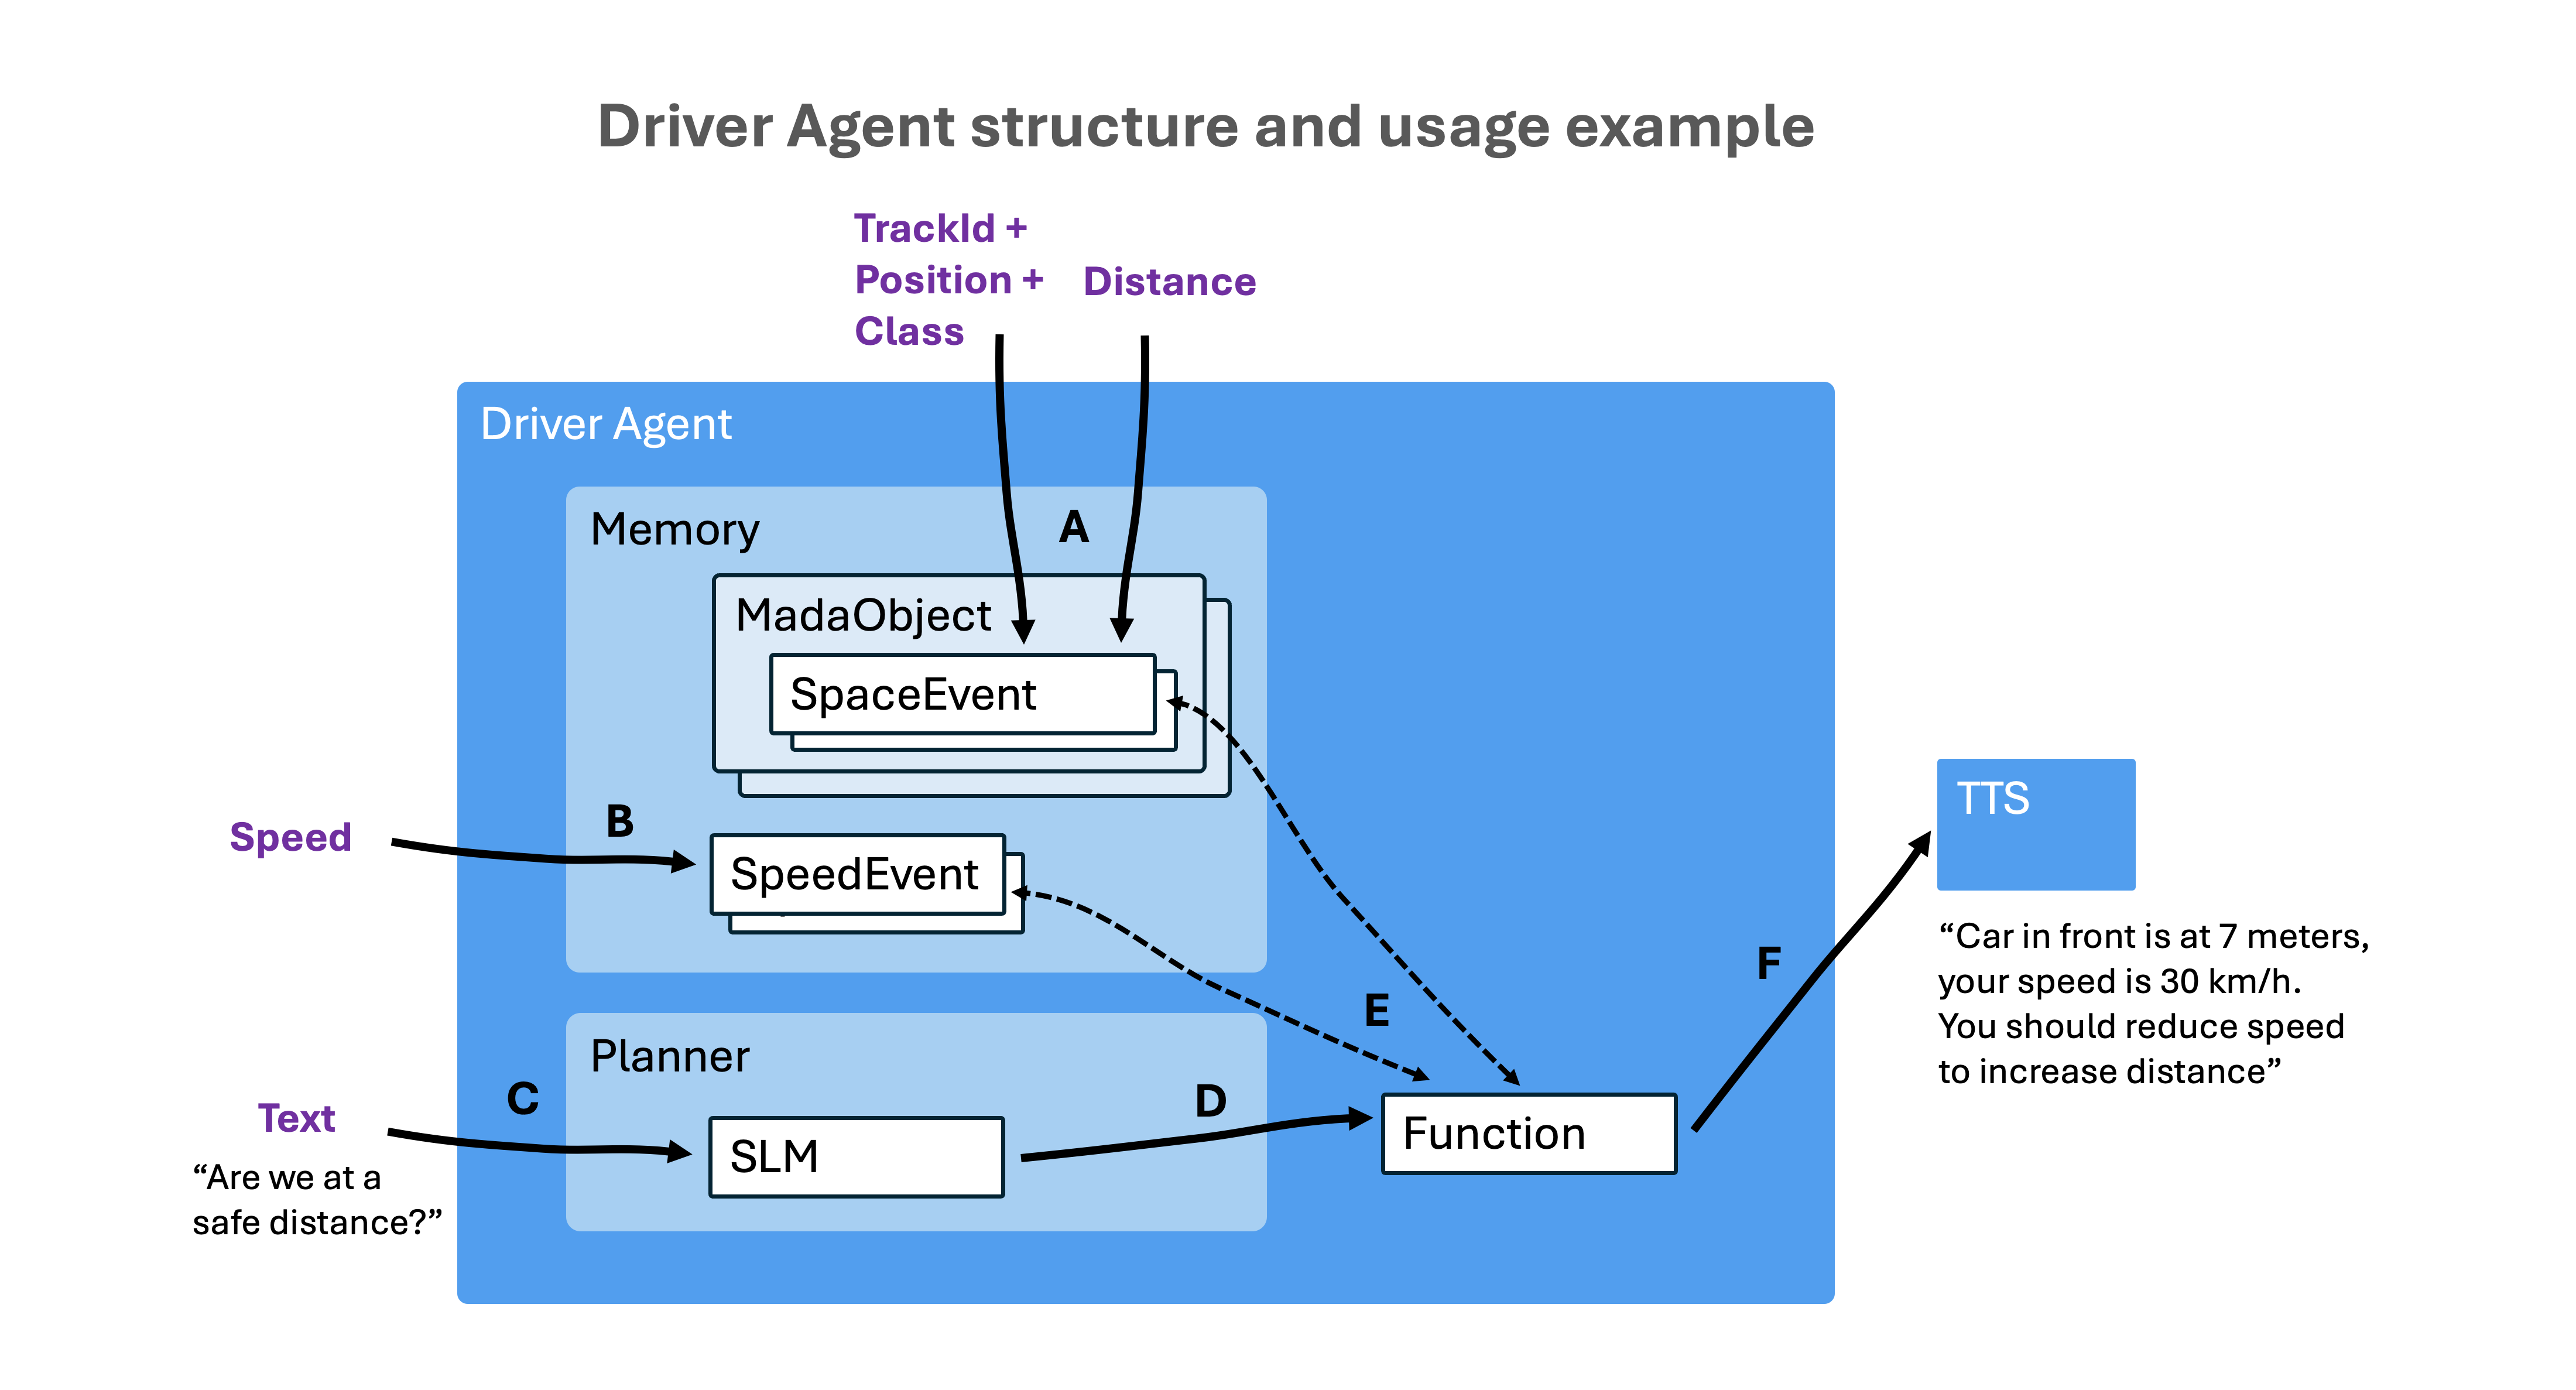 Driver Agent structure and usage example
TrackId +
Position +
Class
Distance
Driver Agent
Memory
A
MadaObject
SpaceEvent
Speed
B
SpeedEvent
TTS
“Car in front is at 7 meters,
your speed is 30 km/h.
You should reduce speed
to increase distance”
F
E
Planner
C
D
Text
“Are we at a
safe distance?”
SLM
Function